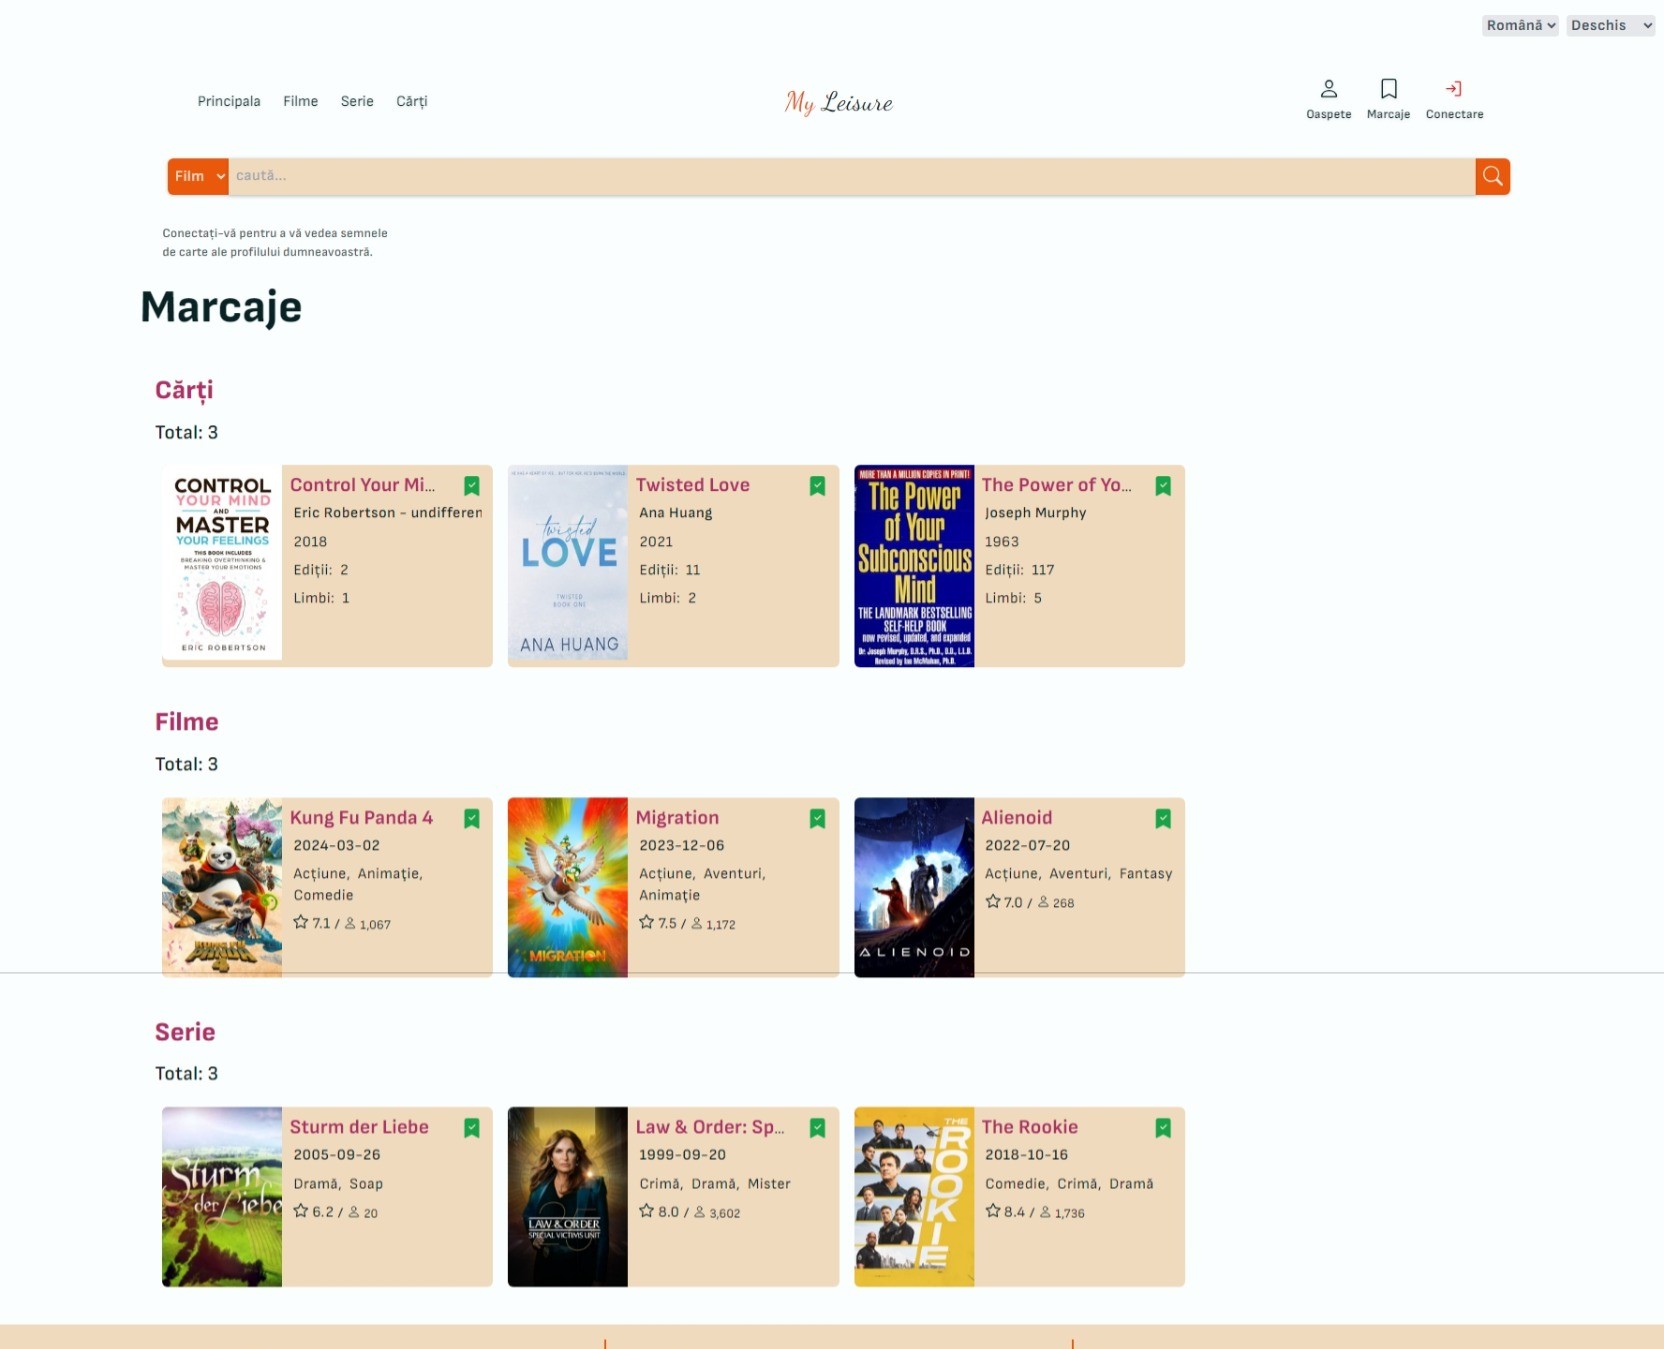 Română Deschis
Principala Filme Serie Cărți
My Leisure
Oaspete Marcaje Conectare
Film caută...
Conectați-vă pentru a vă vedea semnele
de carte ale profilului dumneavoastră.
Marcaje
Cărți
Total: 3
CONTROL
YOUR MIND
AND
MASTER
YOUR FEELINGS
THIS BOOK INCLUDES
BREAKING OVERTHINKING &
MASTER YOUR EMOTIONS
ERIC ROBERTSON
Control Your Mi...
Eric Robertson - undifferen
2018
Ediții: 2
Limbi: 1
twisted
LOVE
TWISTED
BOOK ONE
ANA HUANG
Twisted Love
Ana Huang
2021
Ediții: 11
Limbi: 2
MORE THAN A MILLION COPIES IN PRINT!
The Power
of Your
Subconscious
Mind
THE LANDMARK BESTSELLING
SELF-HELP BOOK
now revised, updated, and expanded
Dr. Joseph Murphy, D.R.S., Ph.D., D.D., L.L.D.
Revised by Ian McMahan, Ph.D.
The Power of Yo...
Joseph Murphy
1963
Ediții: 117
Limbi: 5
Filme
Total: 3
KUNG FU
PANDA
4
Kung Fu Panda 4
2024-03-02
Acțiune, Animație,
Comedie
7.1 / 1,067
MIGRATION
Migration
2023-12-06
Acțiune, Aventuri,
Animație
7.5 / 1,172
ALIENOID
Alienoid
2022-07-20
Acțiune, Aventuri, Fantasy
7.0 / 268
Serie
Total: 3
Sturm
der Liebe
Sturm der Liebe
2005-09-26
Dramă, Soap
6.2 / 20
LAW & ORDER
SPECIAL VICTIMS UNIT
Law & Order: Sp...
1999-09-20
Crimă, Dramă, Mister
8.0 / 3,602
THE
ROOKIE
The Rookie
2018-10-16
Comedie, Crimă, Dramă
8.4 / 1,736